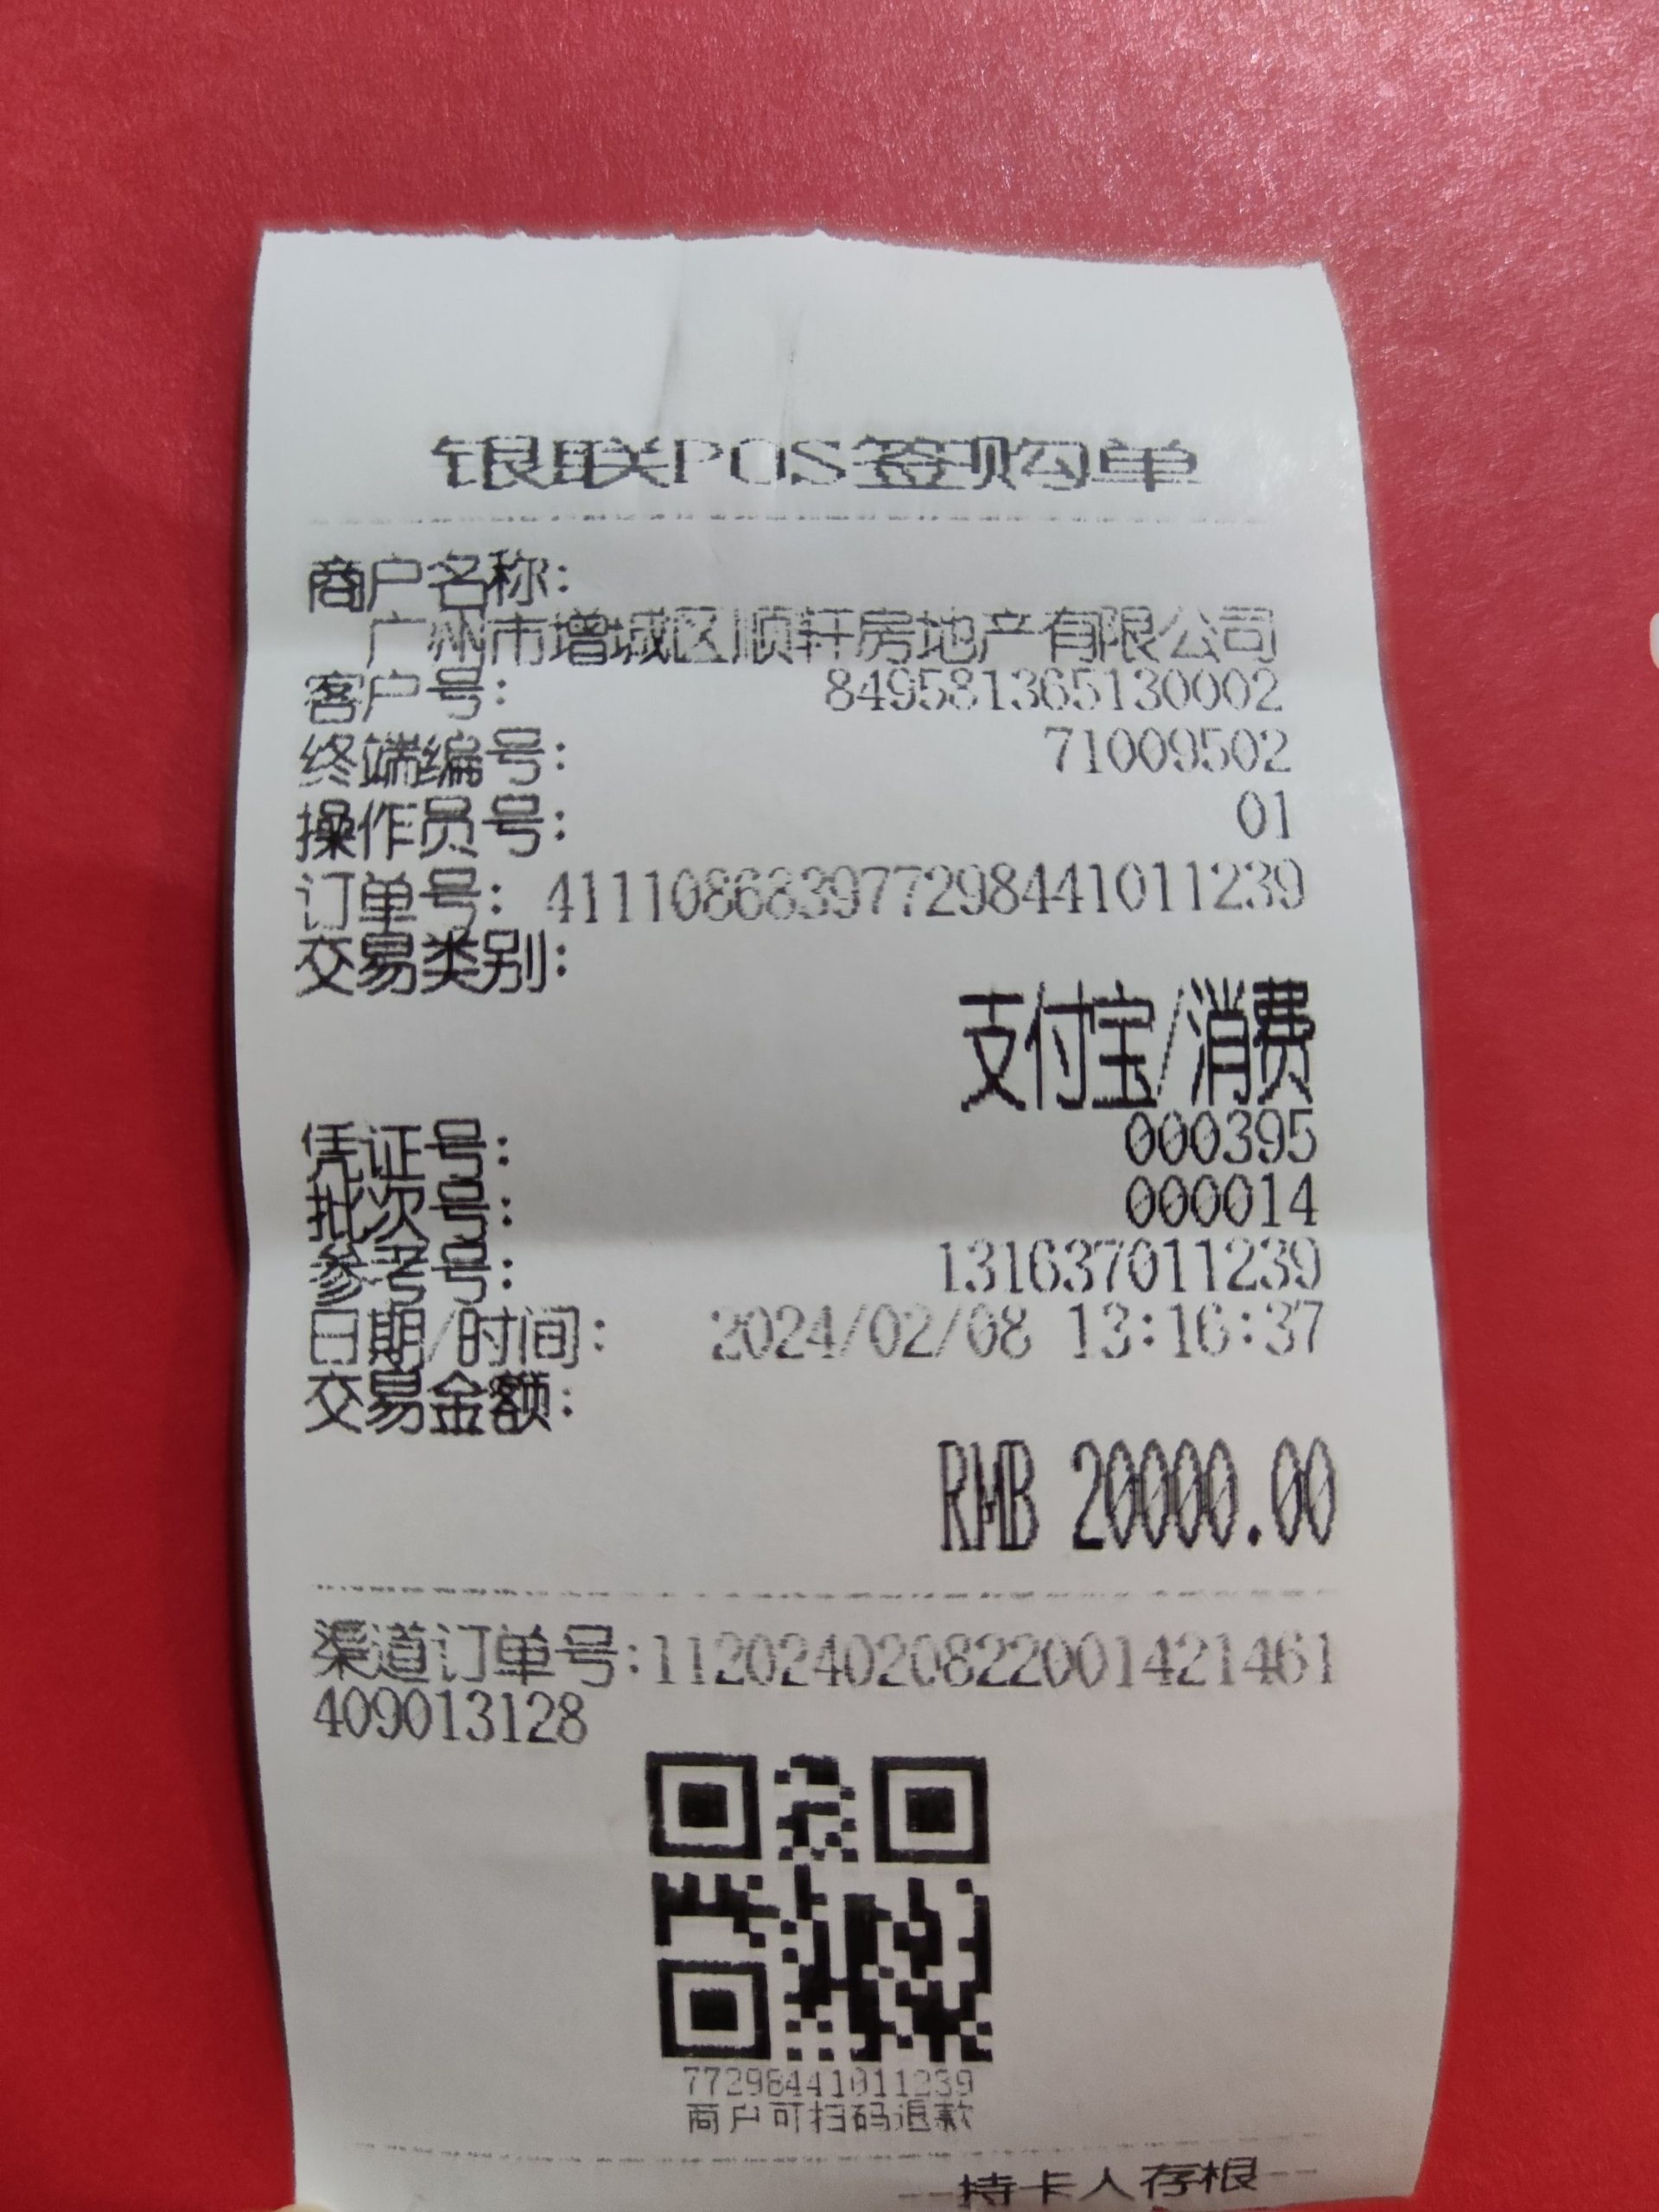 银联POS签购单
商户名称:
广州市增城区顺轩房地产有限公司
客户号: 849581365130002
终端编号: 71009502
操作员号: 01
订单号: 41110868397729844101123​9
交易类别:
支付宝/消费
凭证号: 000395
批次号: 000014
参考号: 131637011239
日期/时间: 2024/02/08 13:16:37
交易金额:
RMB 20000.00
渠道订单号:1120240208220014214​61
409013128
77298441011239
商户可扫码退款
--持卡人存根--